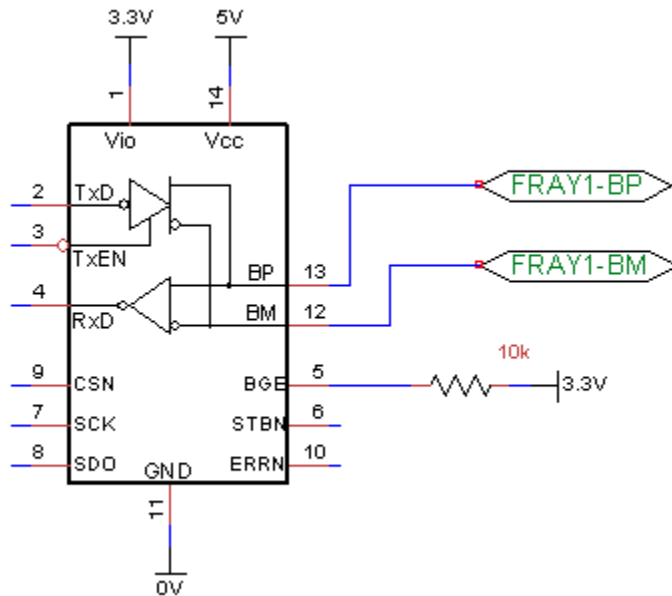 3.3V 5V
1 14
Vio Vcc
2 TxD
FRAY1-BP
3 TxEN
FRAY1-BM
BP 13
4 RxD
BM 12
10k
9 CSN BGE 5 3.3V
7 SCK STBN 6
8 SDO ERRN 10
GND
11
0V